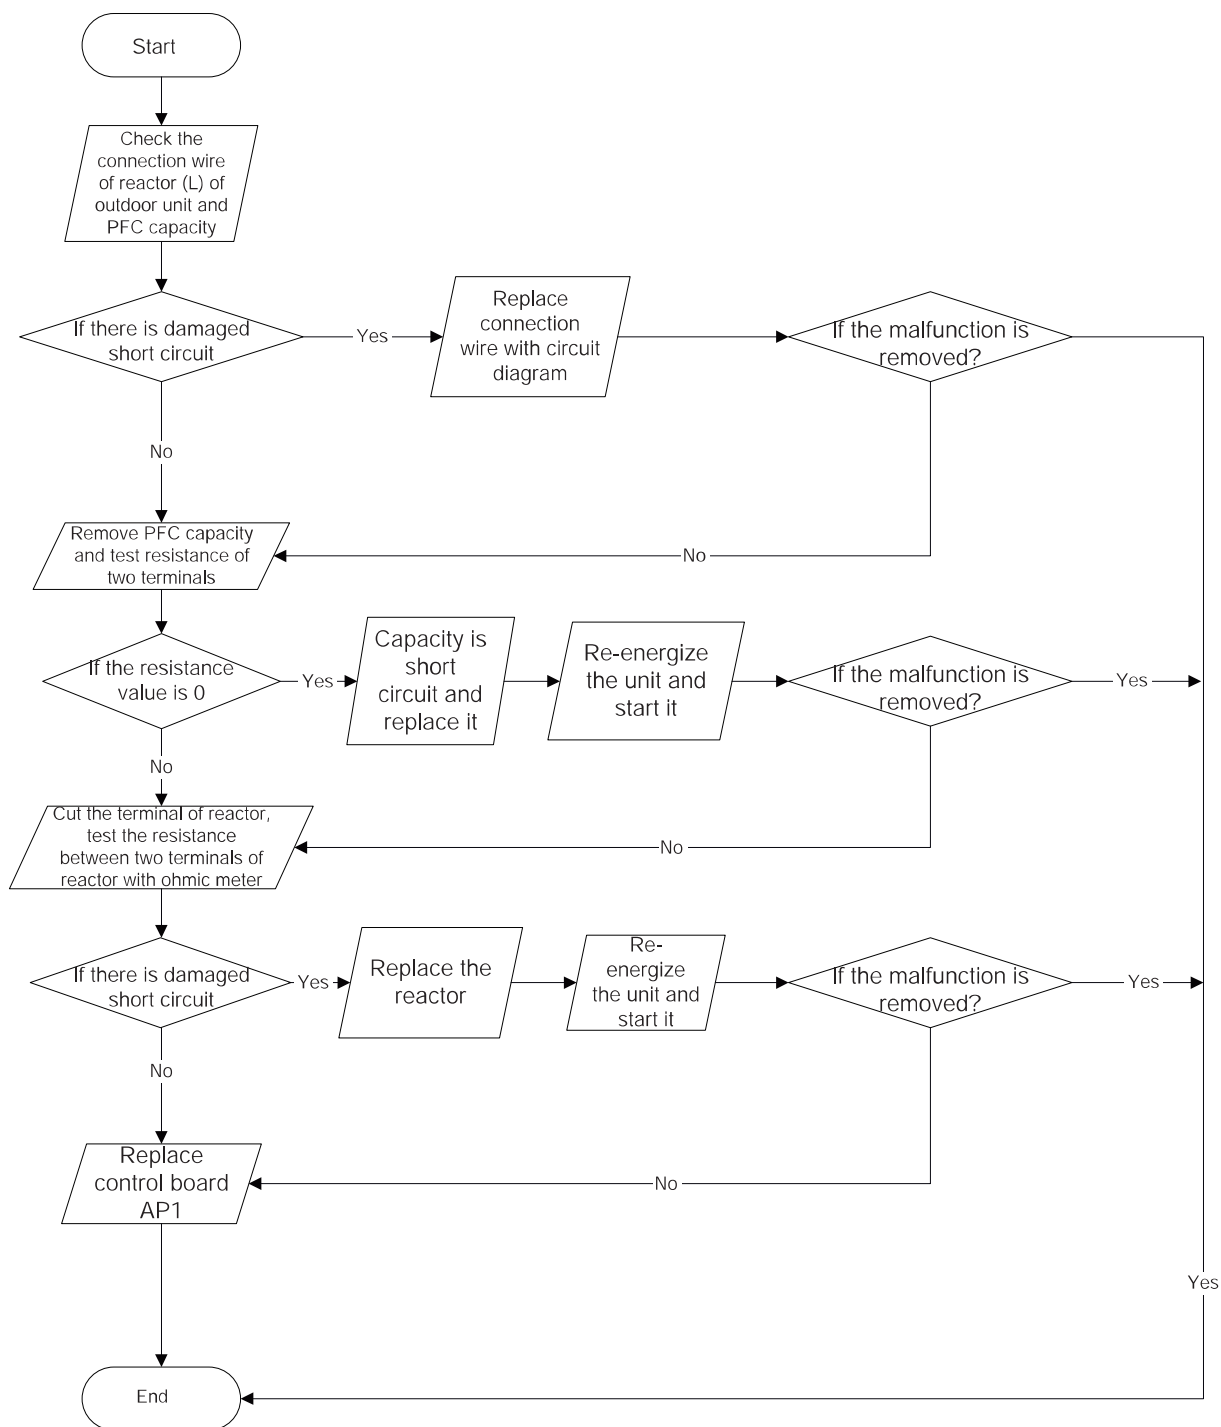 Start
Check the
connection wire
of reactor (L) of
outdoor unit and
PFC capacity
If there is damaged
short circuit
Yes
Replace
connection
wire with circuit
diagram
If the malfunction is
removed?
No
Remove PFC capacity
and test resistance of
two terminals
No
If the resistance
value is 0
Yes
Capacity is
short
circuit and
replace it
Re-energize
the unit and
start it
If the malfunction is
removed?
Yes
No
Cut the terminal of reactor,
test the resistance
between two terminals of
reactor with ohmic meter
No
If there is damaged
short circuit
Yes
Replace the
reactor
Re-
energize
the unit and
start it
If the malfunction is
removed?
Yes
No
Replace
control board
AP1
No
Yes
End